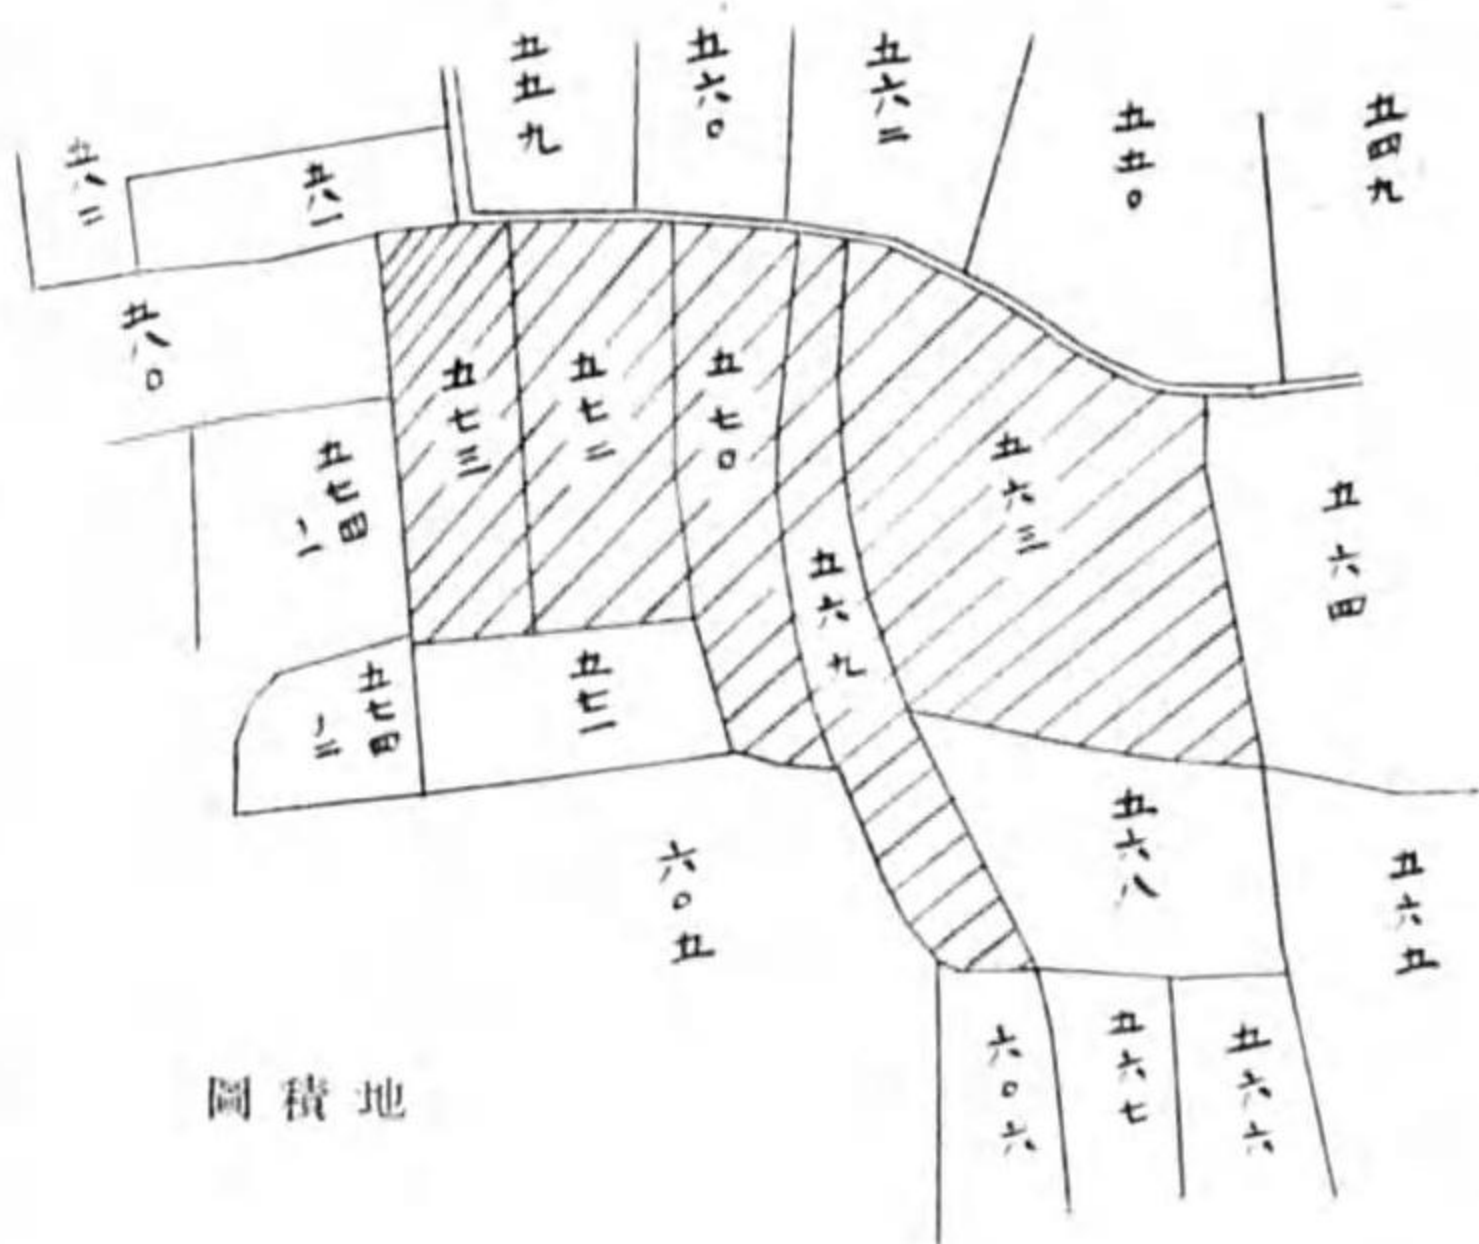 五五九
五六〇
五六二
五五〇
五四九
五八二
五八一
五八〇
五七三
五七二
五七〇
五六三
五六四
五七四
〜一
五六九
五七四
〜二
五七一
五六八
六〇五
五六五
六〇六
五六七
五六六
圖積地